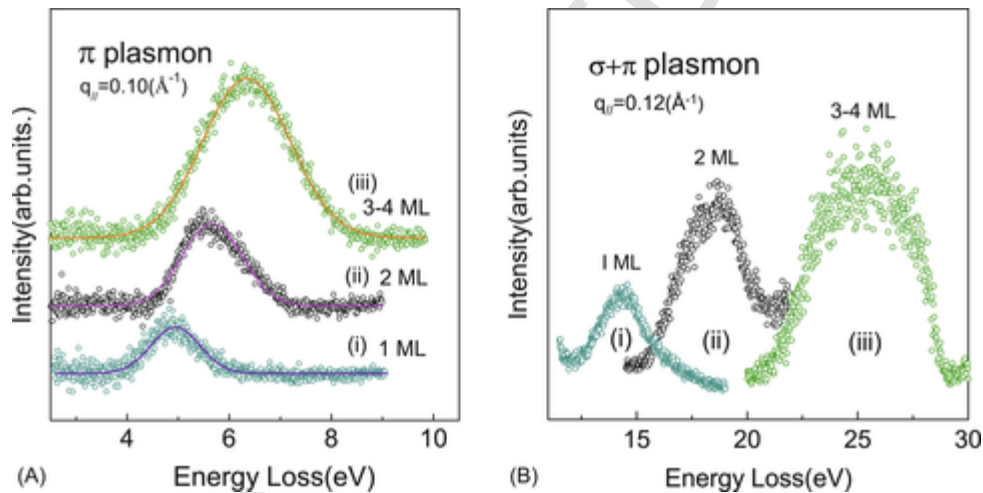 π plasmon
q//=0.10(Å-1)
(iii)
3-4 ML
(ii) 2 ML
(i) 1 ML
Intensity(arb.units.)
4 6 8 10
(A) Energy Loss(eV)
σ+π plasmon
q//=0.12(Å-1)
3-4 ML
2 ML
I ML
(i) (ii) (iii)
Intensity(arb.units)
15 20 25 30
(B) Energy Loss(eV)